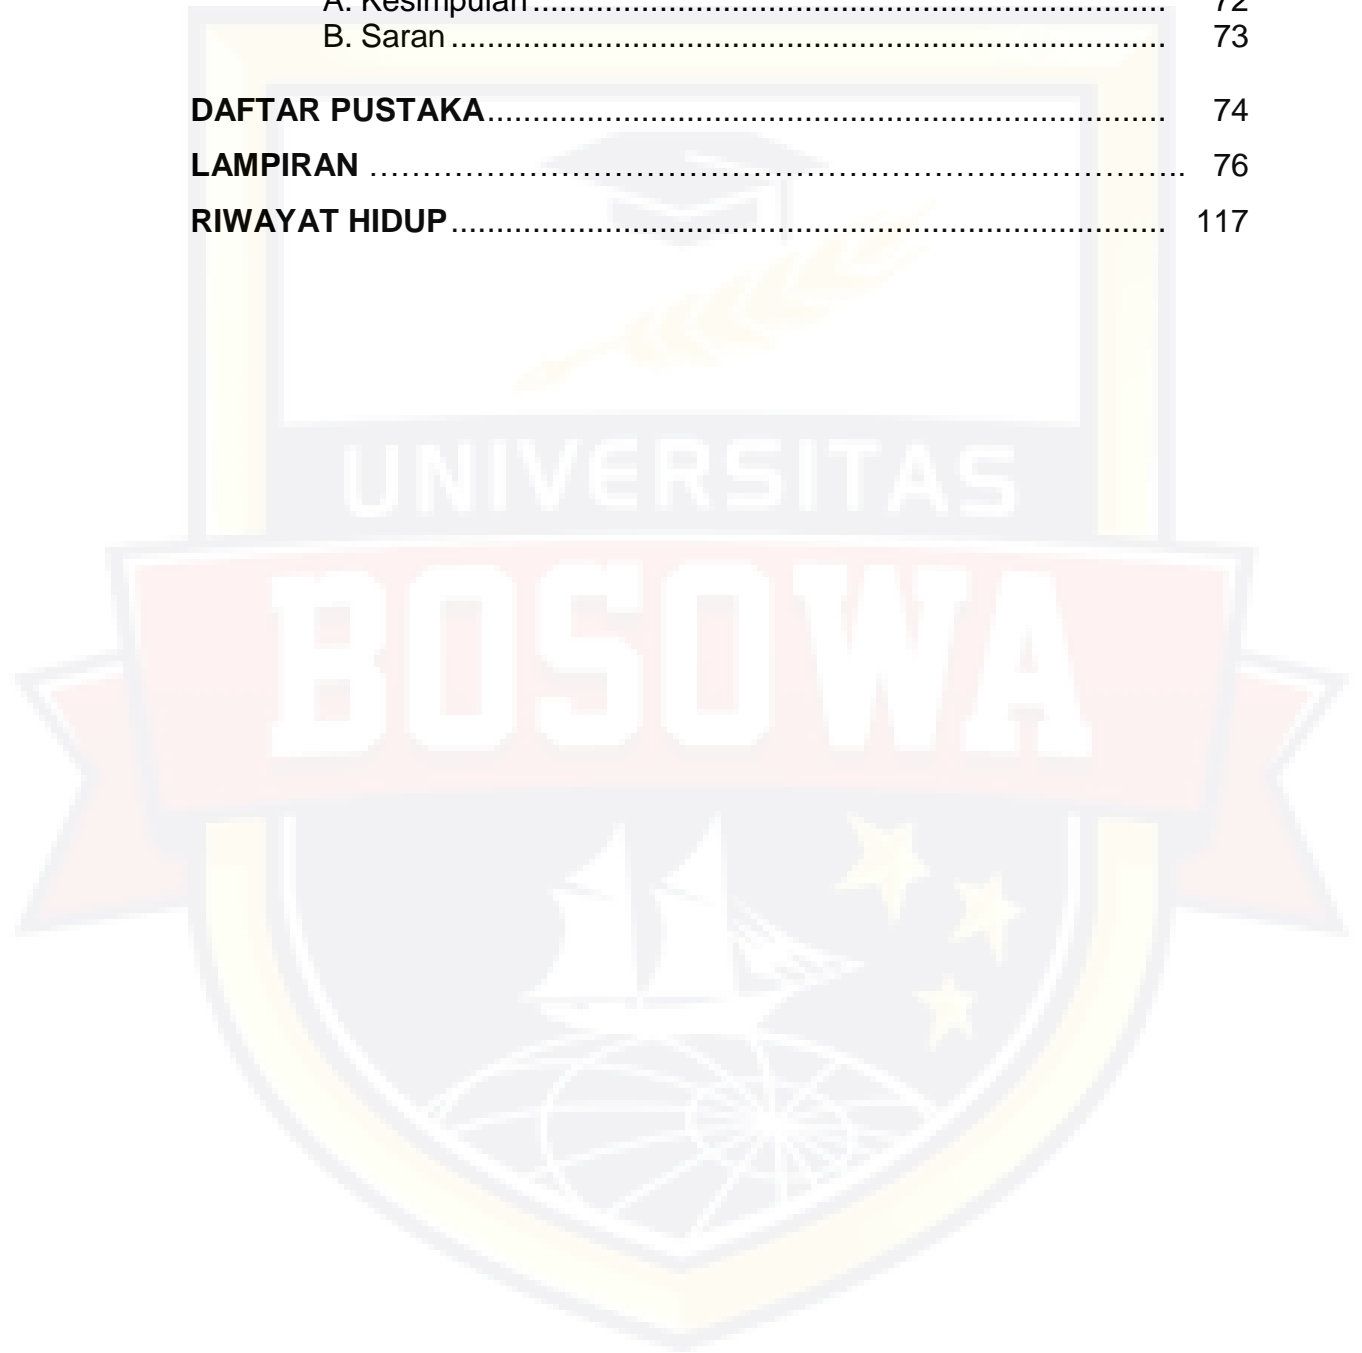 A. Kesimpulan........................................................................ 72
B. Saran................................................................................. 73
DAFTAR PUSTAKA............................................................................. 74
LAMPIRAN ……………………………………………………………………….. 76
RIWAYAT HIDUP................................................................................. 117
UNIVERSITAS
BOSOWA